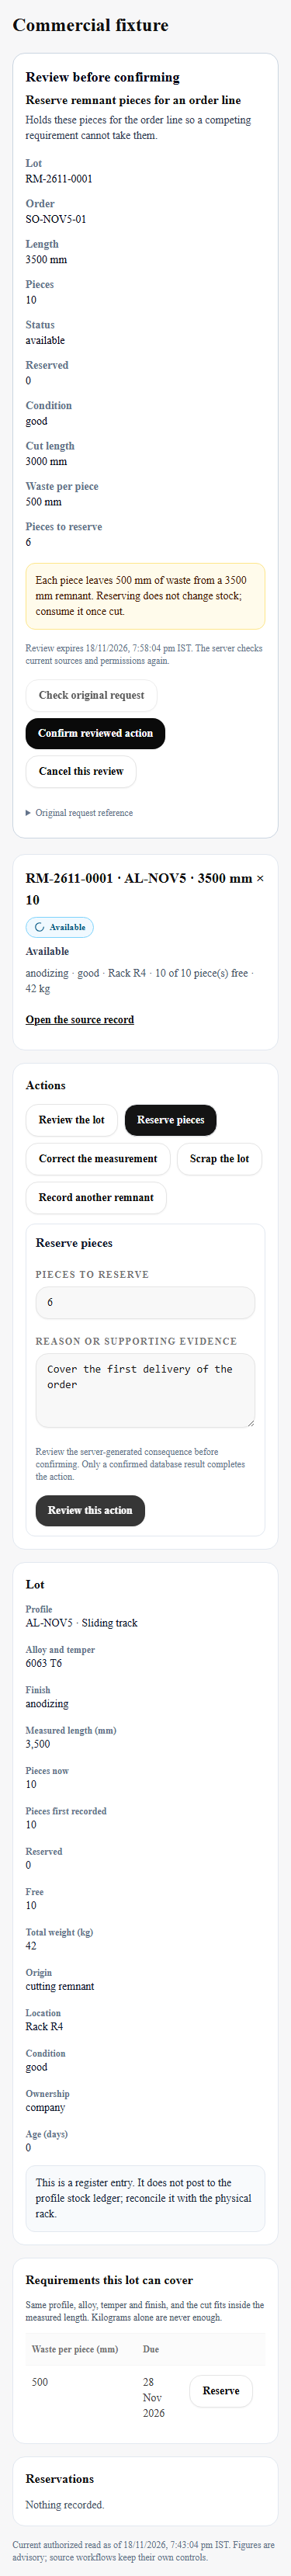 Commercial fixture
Review before confirming
Reserve remnant pieces for an order line
Holds these pieces for the order line so a competing
requirement cannot take them.
Lot
RM-2611-0001
Order
SO-NOV5-01
Length
3500 mm
Pieces
10
Status
available
Reserved
0
Condition
good
Cut length
3000 mm
Waste per piece
500 mm
Pieces to reserve
6
Each piece leaves 500 mm of waste from a 3500
mm remnant. Reserving does not change stock;
consume it once cut.
Review expires 18/11/2026, 7:58:04 pm IST. The server checks
current sources and permissions again.
Check original request
Confirm reviewed action
Cancel this review
Original request reference
RM-2611-0001 · AL-NOV5 · 3500 mm ×
10
Available
Available
anodizing · good · Rack R4 · 10 of 10 piece(s) free ·
42 kg
Open the source record
Actions
Review the lot
Reserve pieces
Correct the measurement
Scrap the lot
Record another remnant
Reserve pieces
PIECES TO RESERVE
6
REASON OR SUPPORTING EVIDENCE
Cover the first delivery of the
order
Review the server-generated consequence before
confirming. Only a confirmed database result completes
the action.
Review this action
Lot
Profile
AL-NOV5 · Sliding track
Alloy and temper
6063 T6
Finish
anodizing
Measured length (mm)
3,500
Pieces now
10
Pieces first recorded
10
Reserved
0
Free
10
Total weight (kg)
42
Origin
cutting remnant
Location
Rack R4
Condition
good
Ownership
company
Age (days)
0
This is a register entry. It does not post to the
profile stock ledger; reconcile it with the physical
rack.
Requirements this lot can cover
Same profile, alloy, temper and finish, and the cut fits inside the
measured length. Kilograms alone are never enough.
Waste per piece (mm)
Due
500
28
Nov
2026
Reserve
Reservations
Nothing recorded.
Current authorized read as of 18/11/2026, 7:43:04 pm IST. Figures are
advisory; source workflows keep their own controls.